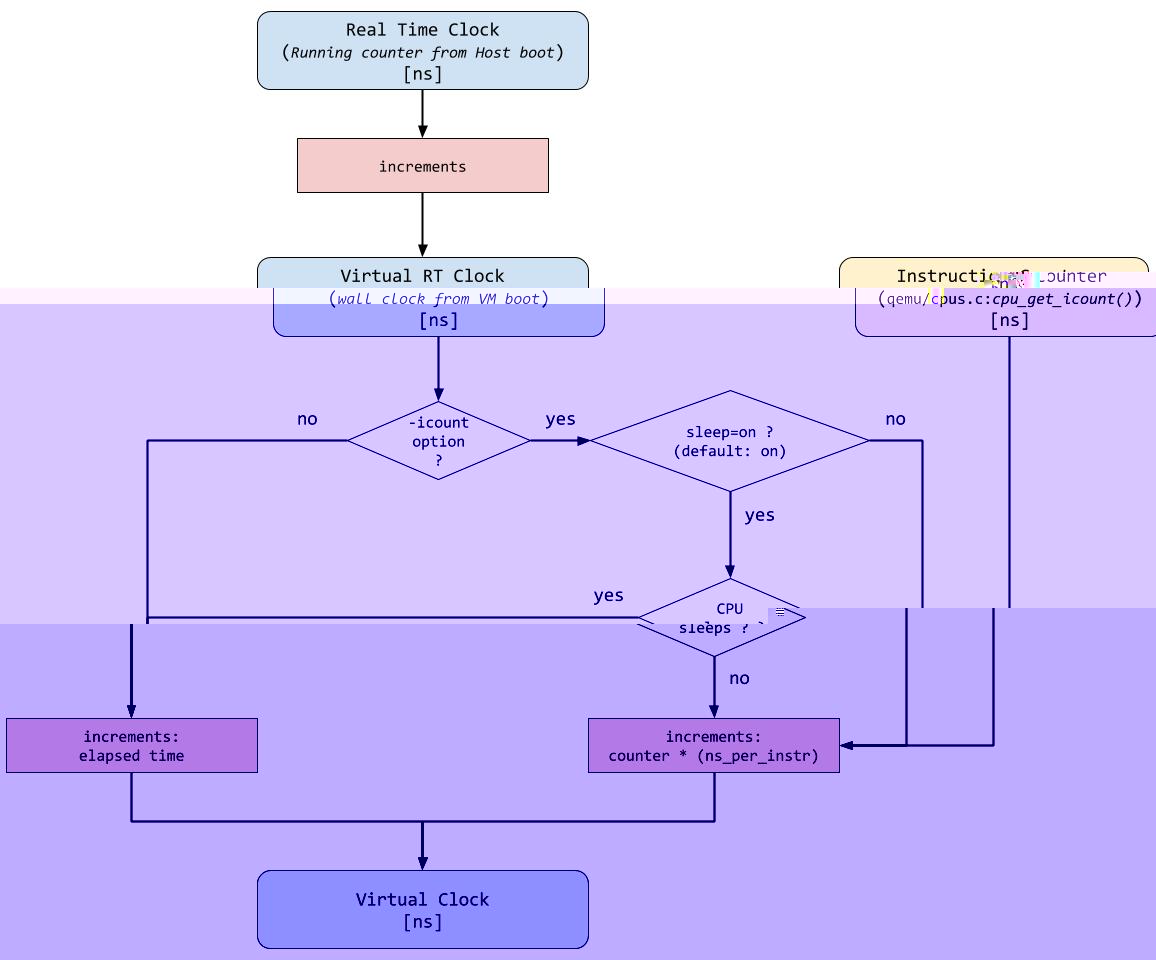 Real Time Clock
(Running counter from Host boot)
[ns]
increments
Virtual RT Clock
(wall clock from VM boot)
[ns]
Counter
(qemu/cpus.c:cpu_get_icount())
[ns]
no
-icount
option
?
yes
sleep=on ?
(default: on)
no
yes
yes
CPU
sleeps ?
no
increments:
elapsed time
increments:
counter * (ns_per_instr)
Virtual Clock
[ns]